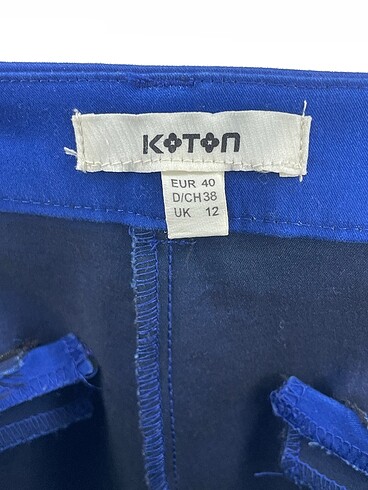 KOTON
EUR 40
D/CH 38
UK 12